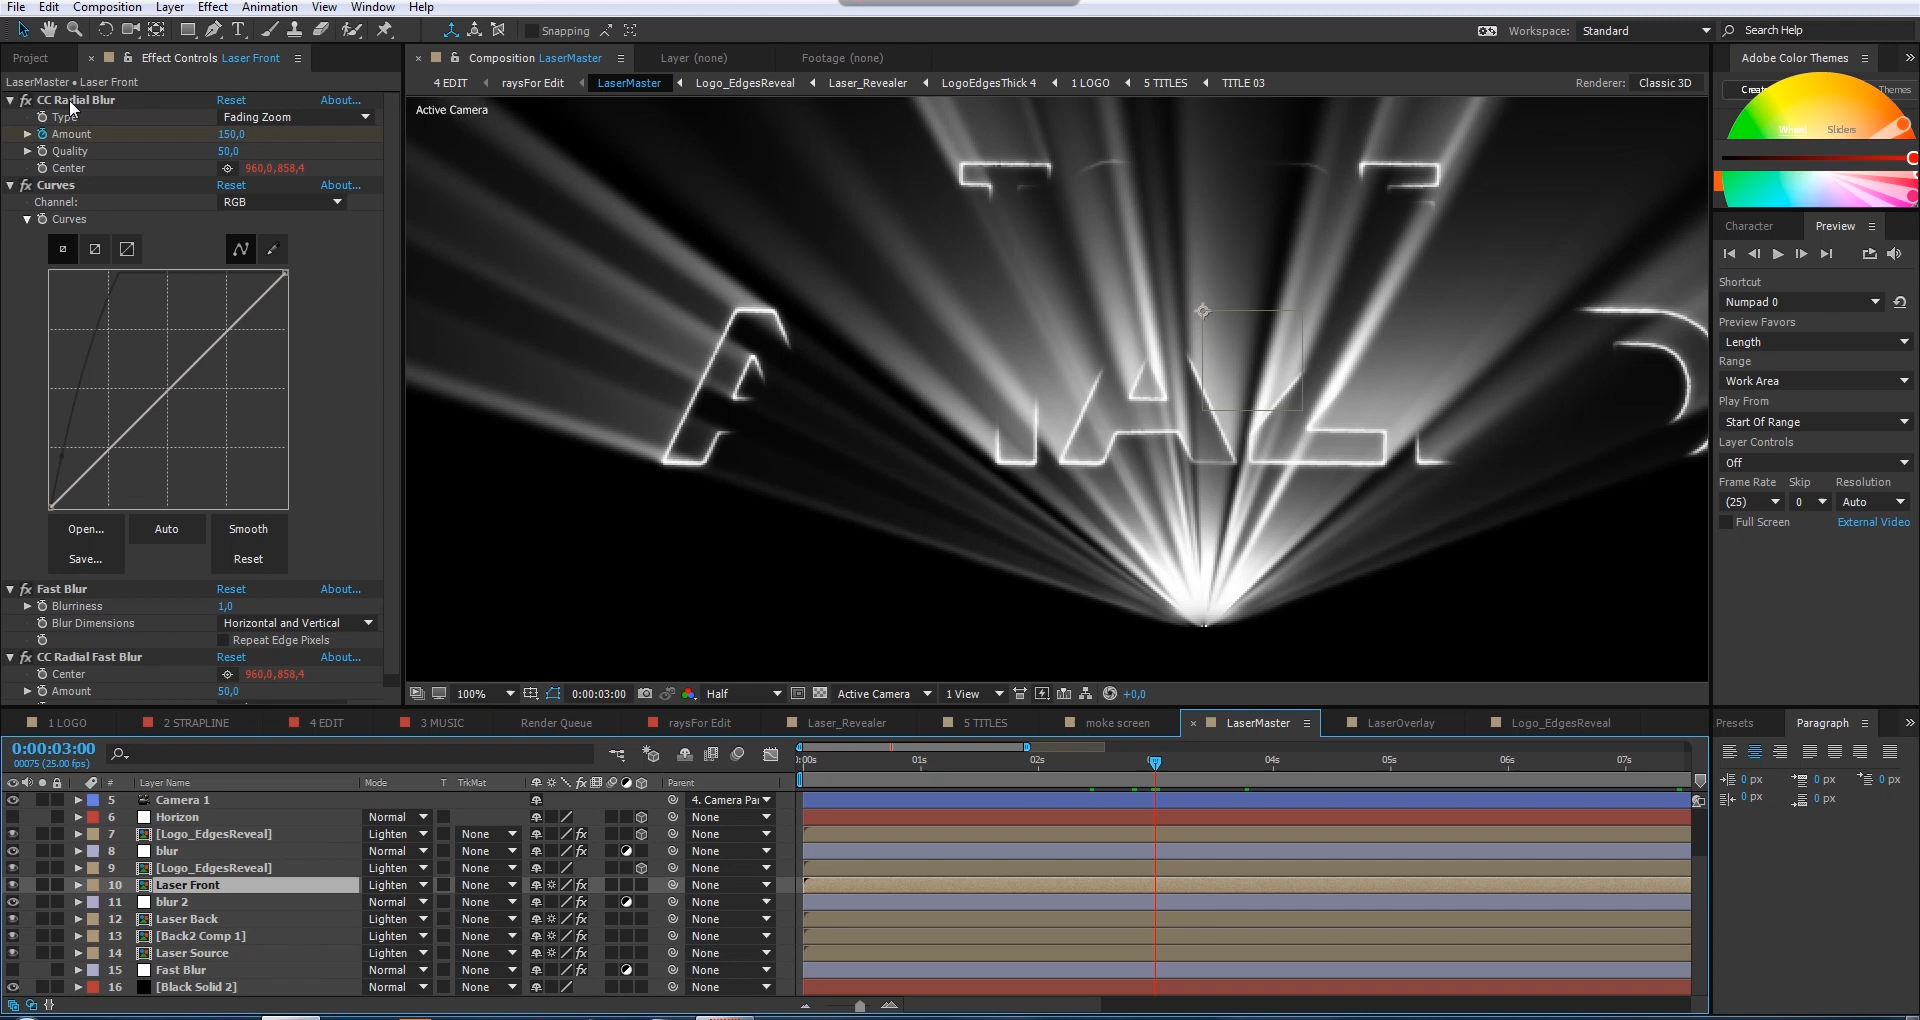 File Edit Composition Layer Effect Animation View Window Help
Snapping Workspace: Standard Search Help
Project Effect Controls Laser Front Composition LaserMaster Layer (none) Footage (none) Adobe Color Themes
LaserMaster • Laser Front
4 EDIT raysFor Edit LaserMaster Logo_EdgesReveal Laser_Revealer LogoEdgesThick 4 1 LOGO 5 TITLES TITLE 03 Renderer: Classic 3D
Themes
Wheel Sliders
CC Radial Blur Reset About...
Type Fading Zoom
Amount 150,0
Quality 50,0
Center 960,0,858,4
Curves Reset About...
Channel: RGB
Curves
Open... Auto Smooth
Save... Reset
Fast Blur Reset About...
Blurriness 1,0
Blur Dimensions Horizontal and Vertical
Repeat Edge Pixels
CC Radial Fast Blur Reset About...
Center 960,0,858,4
Amount 50,0
Active Camera
100% 0:00:03:00 Half Active Camera 1 View +0,0
Character Preview
Shortcut
Numpad 0
Preview Favors
Length
Range
Work Area
Play From
Start Of Range
Layer Controls
Off
Frame Rate Skip Resolution
(25) 0 Auto
Full Screen External Video
1 LOGO 2 STRAPLINE 4 EDIT 3 MUSIC Render Queue raysFor Edit Laser_Revealer 5 TITLES moke screen LaserMaster LaserOverlay Logo_EdgesReveal
Presets Paragraph
0:00:03:00
00075 (25.00 fps)
01s 02s 04s 05s 06s 07s
# Layer Name Mode T TrkMat Parent
5 Camera 1 4. Camera Par
6 Horizon Normal None
7 [Logo_EdgesReveal] Lighten None None
8 blur Normal None None
9 [Logo_EdgesReveal] Lighten None None
10 Laser Front Lighten None None
11 blur 2 Normal None None
12 Laser Back Lighten None None
13 [Back2 Comp 1] Lighten None None
14 Laser Source Lighten None None
15 Fast Blur Normal None None
16 [Black Solid 2] Normal None None
0 px 0 px 0 px
0 px 0 px